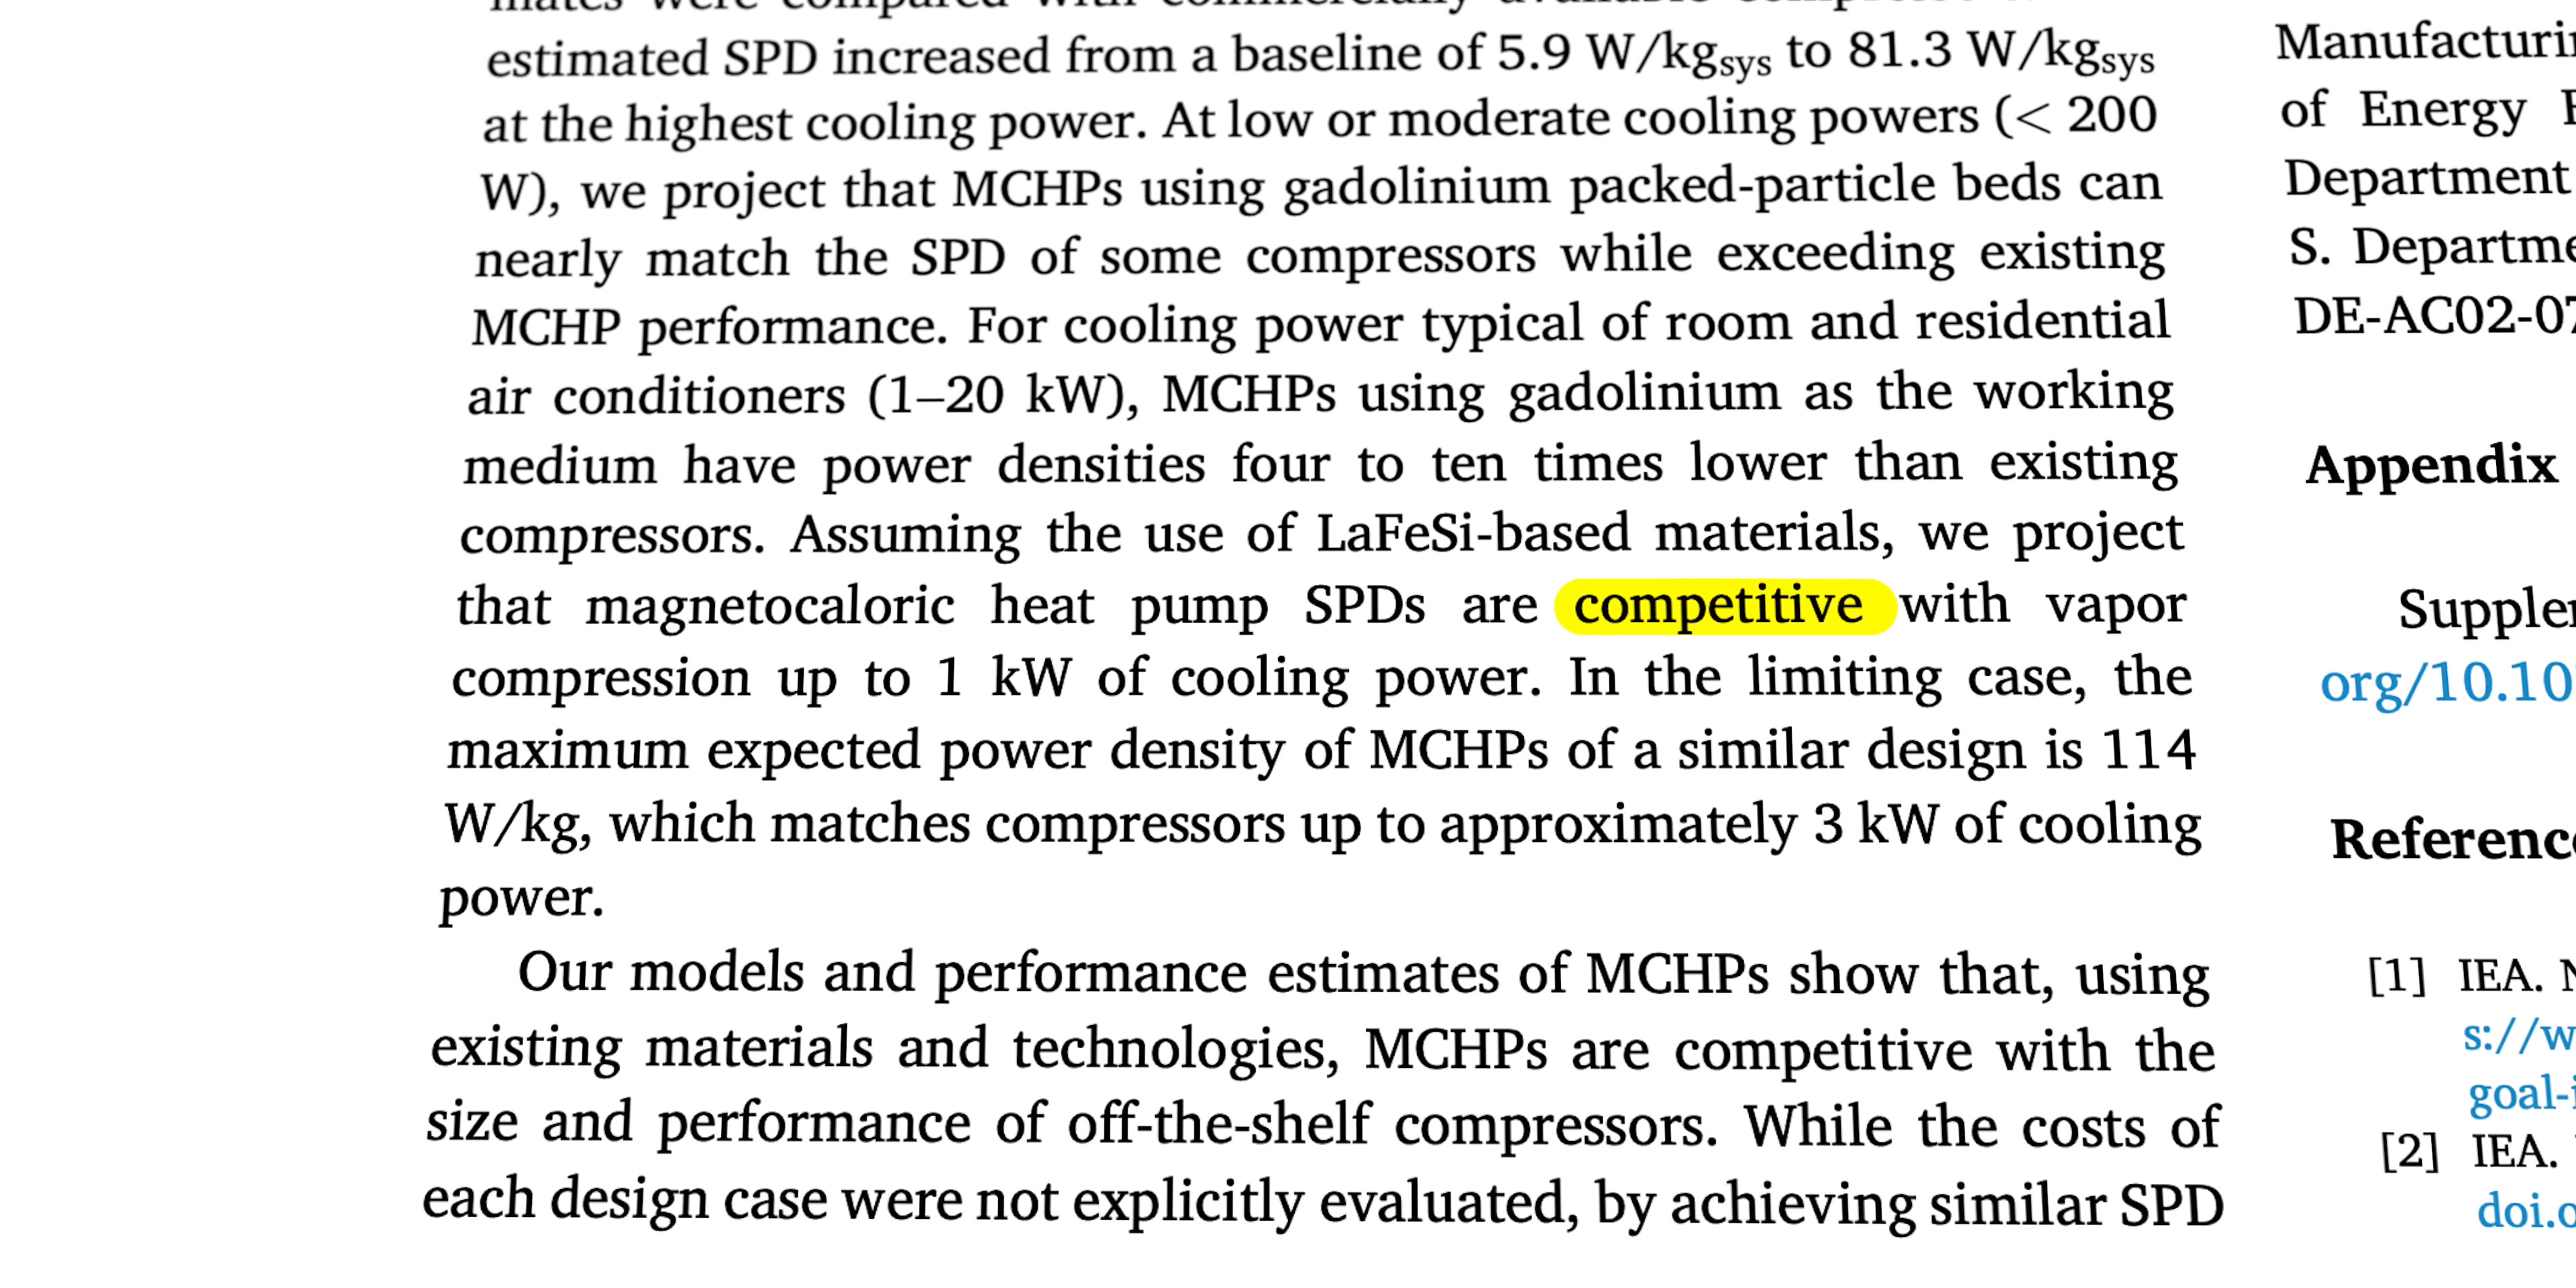 estimated SPD increased from a baseline of 5.9 W/kgsys to 81.3 W/kgsys
at the highest cooling power. At low or moderate cooling powers (< 200
W), we project that MCHPs using gadolinium packed-particle beds can
nearly match the SPD of some compressors while exceeding existing
MCHP performance. For cooling power typical of room and residential
air conditioners (1–20 kW), MCHPs using gadolinium as the working
medium have power densities four to ten times lower than existing
compressors. Assuming the use of LaFeSi-based materials, we project
that magnetocaloric heat pump SPDs are competitive with vapor
compression up to 1 kW of cooling power. In the limiting case, the
maximum expected power density of MCHPs of a similar design is 114
W/kg, which matches compressors up to approximately 3 kW of cooling
power.
Our models and performance estimates of MCHPs show that, using
existing materials and technologies, MCHPs are competitive with the
size and performance of off-the-shelf compressors. While the costs of
each design case were not explicitly evaluated, by achieving similar SPD
of Energy
Department
S.
DE-AC02-07
Appendix
org/10.10
[1] IEA.
s://w
goal-i
[2] IEA.
doi.o